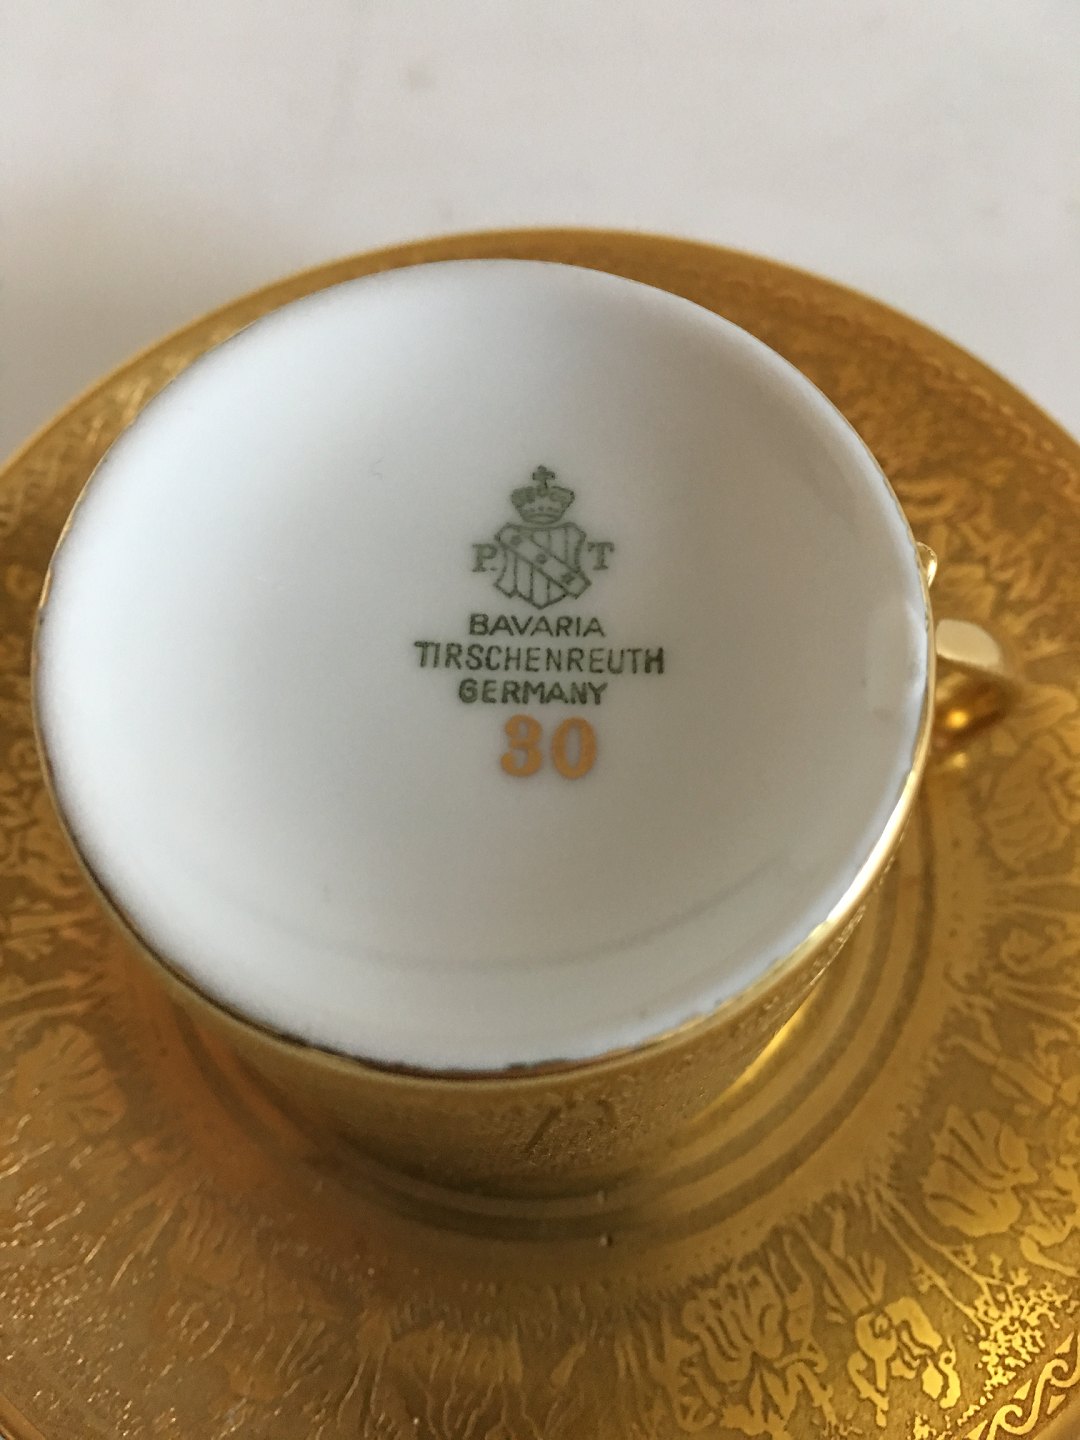 P. T
BAVARIA
TIRSCHENREUTH
GERMANY
30